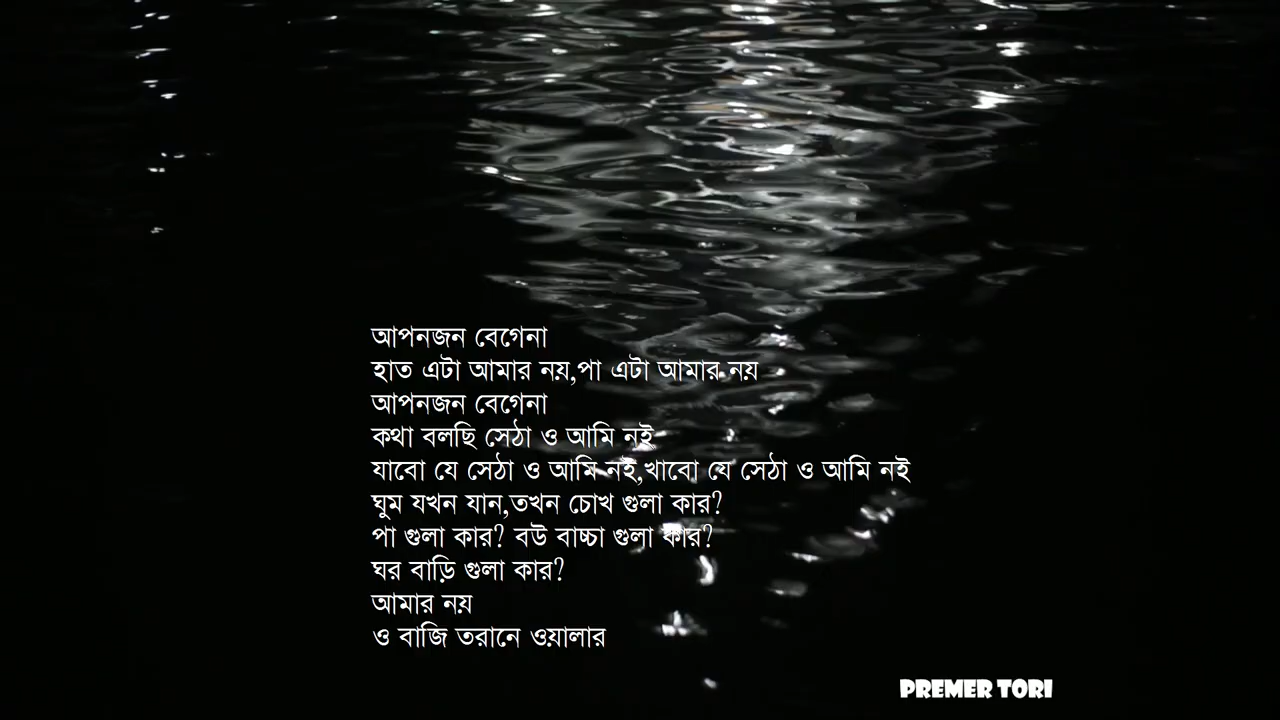 আপনজন বেগেনা
হাত এটা আমার নয়,পা এটা আমার নয়
আপনজন বেগেনা
কথা বলছি সেঠা ও আমি নই
যাবো যে সেঠা ও আমি নই,খাবো যে সেঠা ও আমি নই
ঘুম যখন যান,তখন চোখ গুলা কার?
পা গুলা কার? বউ বাচ্চা গুলা কার?
ঘর বাড়ি গুলা কার?
আমার নয়
ও বাজি তরানে ওয়ালার
PREMER TORI